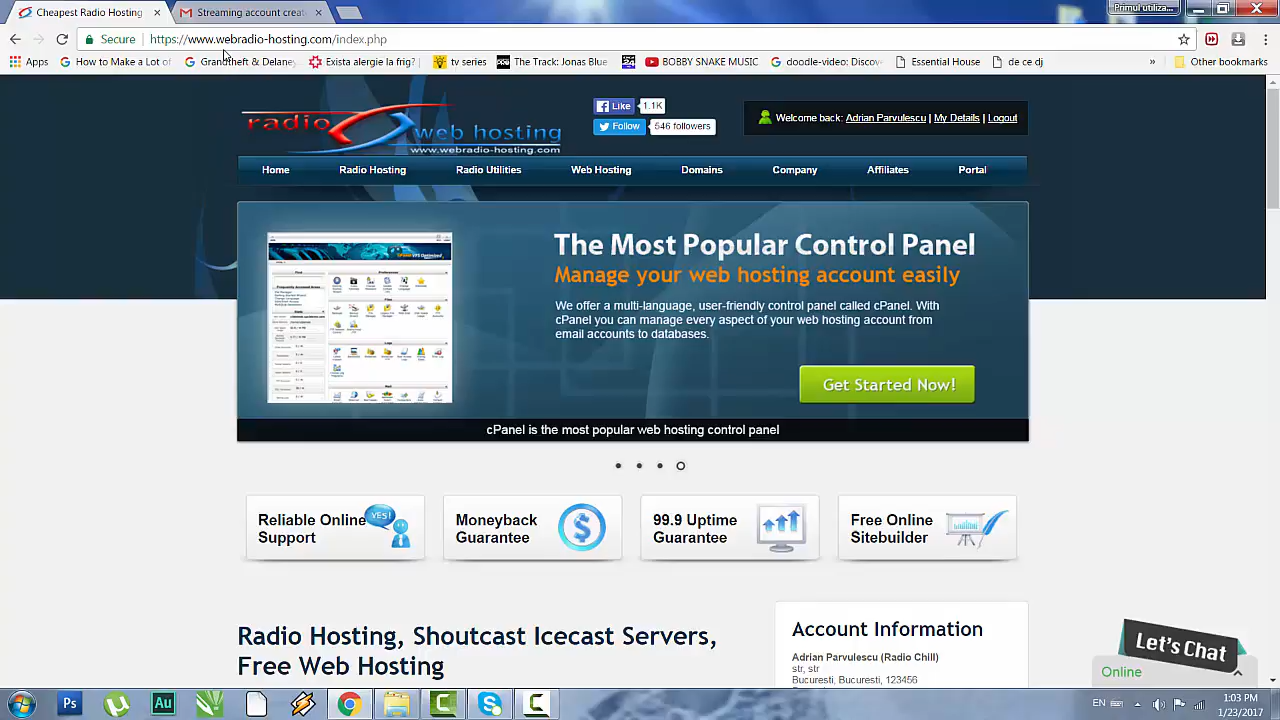 Cheapest Radio Hosting
Streaming account creat
Primul utiliza...
Secure
https://www.webradio-hosting.com/index.php
Apps
How to Make a Lot of
Grandtheft & Delane
Exista alergie la frig?
tv series
The Track: Jonas Blue
BOBBY SNAKE MUSIC
doodle-video: Google
Essential House
de ce dj
»
Other bookmarks
radio web hosting
www.webradio-hosting.com
Like 1.1K
Follow 546 followers
Welcome back: Adrian Parvulescu | My Details | Logout
Home
Radio Hosting
Radio Utilities
Web Hosting
Domains
Company
Affiliates
Portal
The Most Popular Control Pane
Manage your web hosting account easily
We offer a multi-language, user-friendly control panel called cPanel. With
cPanel you can manage every aspect of your web hosting account from
email accounts to databases.
Get Started Now!
cPanel is the most popular web hosting control panel
Reliable Online
Support
YES!
Moneyback
Guarantee
99.9 Uptime
Guarantee
Free Online
Sitebuilder
Radio Hosting, Shoutcast Icecast Servers,
Free Web Hosting
Account Information
Adrian Parvulescu (Radio Chill)
str, str
Bucuresti, Bucuresti, 123456
Let's Chat
Online
Ps
Au
EN
1:03 PM
1/23/2017